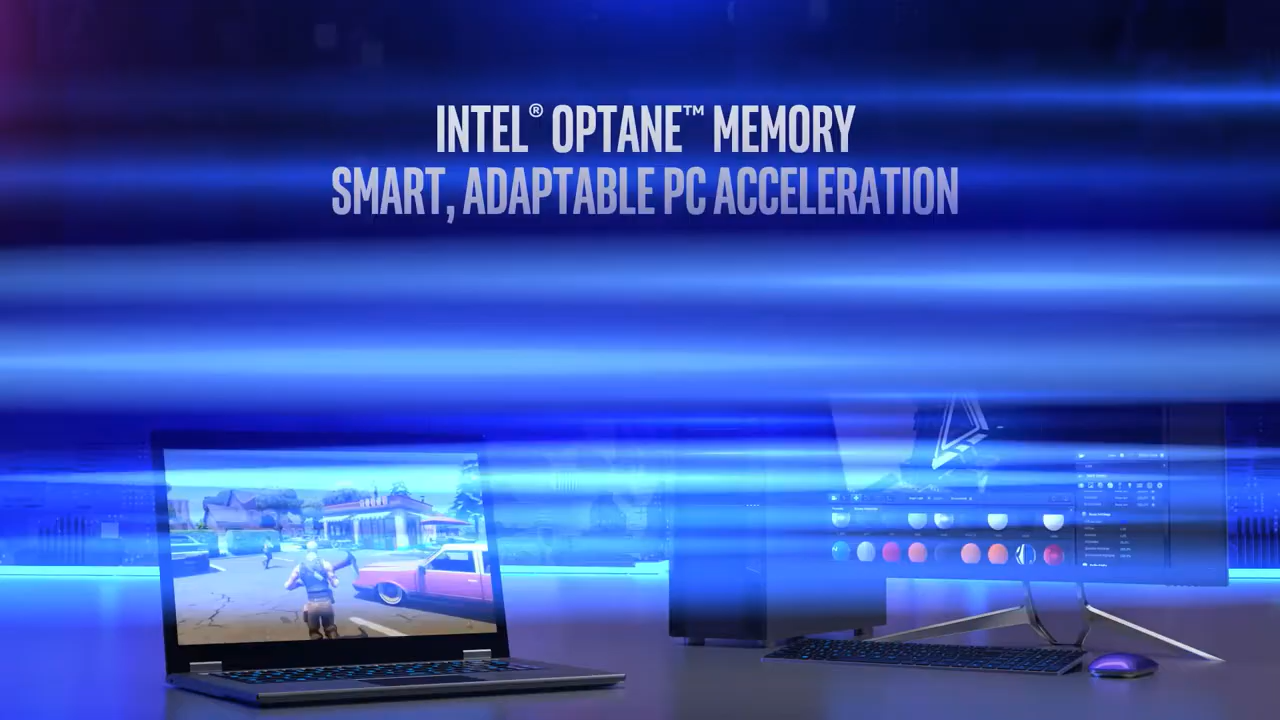 INTEL® OPTANE™ MEMORY
SMART, ADAPTABLE PC ACCELERATION